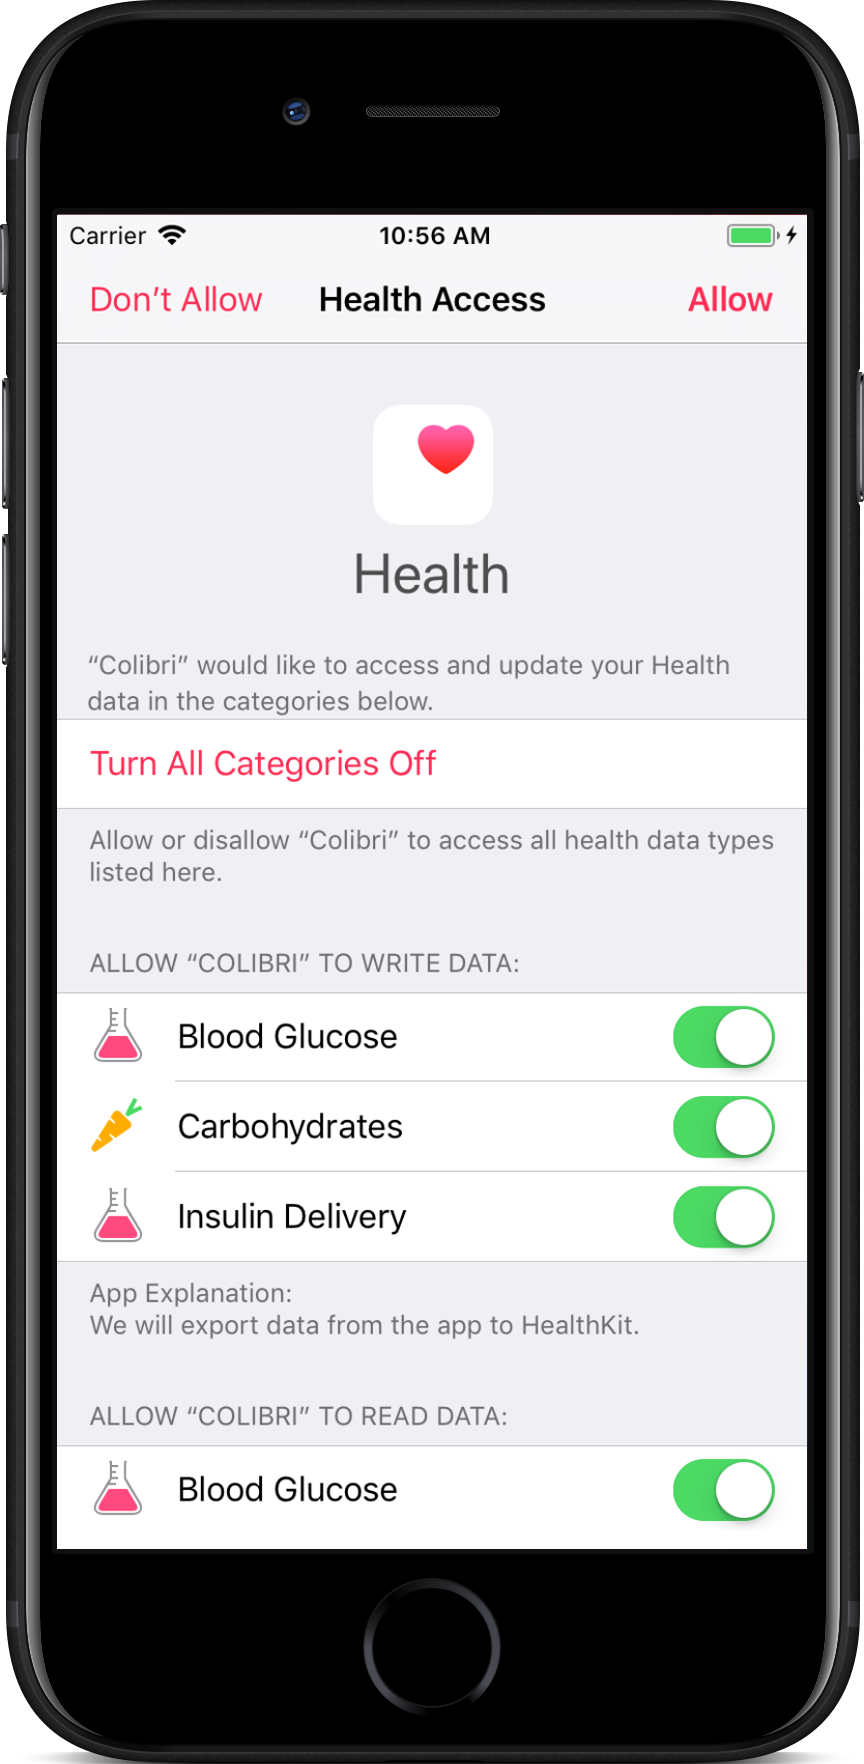 Carrier 10:56 AM
Don’t Allow Health Access Allow
Health
“Colibri” would like to access and update your Health
data in the categories below.
Turn All Categories Off
Allow or disallow “Colibri” to access all health data types
listed here.
ALLOW “COLIBRI” TO WRITE DATA:
Blood Glucose
Carbohydrates
Insulin Delivery
App Explanation:
We will export data from the app to HealthKit.
ALLOW “COLIBRI” TO READ DATA:
Blood Glucose